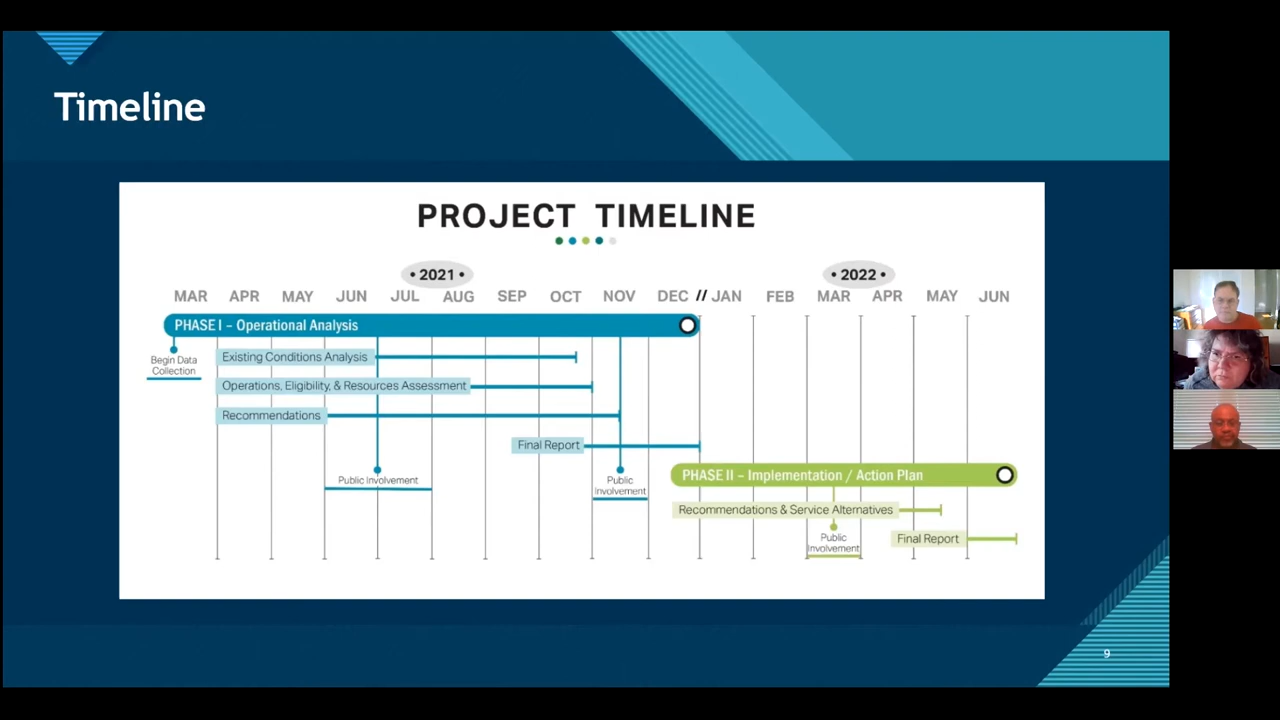 Timeline
PROJECT TIMELINE
• 2021 •
• 2022 •
MAR APR MAY JUN JUL AUG SEP OCT NOV DEC // JAN FEB MAR APR MAY JUN
PHASE I – Operational Analysis
Begin Data
Collection
Existing Conditions Analysis
Operations, Eligibility, & Resources Assessment
Recommendations
Final Report
Public Involvement
Public
Involvement
PHASE II – Implementation / Action Plan
Recommendations & Service Alternatives
Public
Involvement
Final Report
9